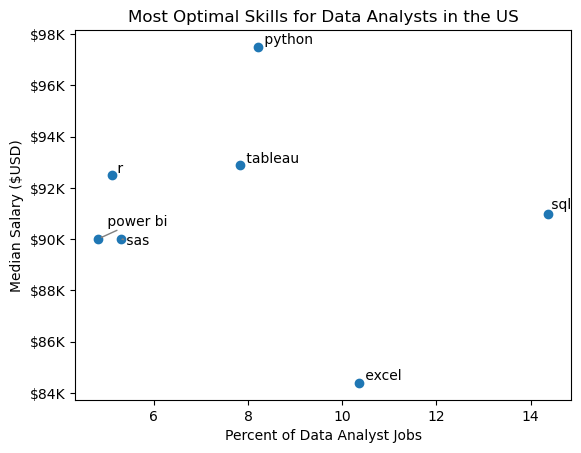 Most Optimal Skills for Data Analysts in the US
$98K
python
$96K
$94K
tableau
r
$92K
sql
power bi
$90K
sas
$88K
$86K
excel
$84K
6 8 10 12 14
Percent of Data Analyst Jobs
Median Salary ($USD)